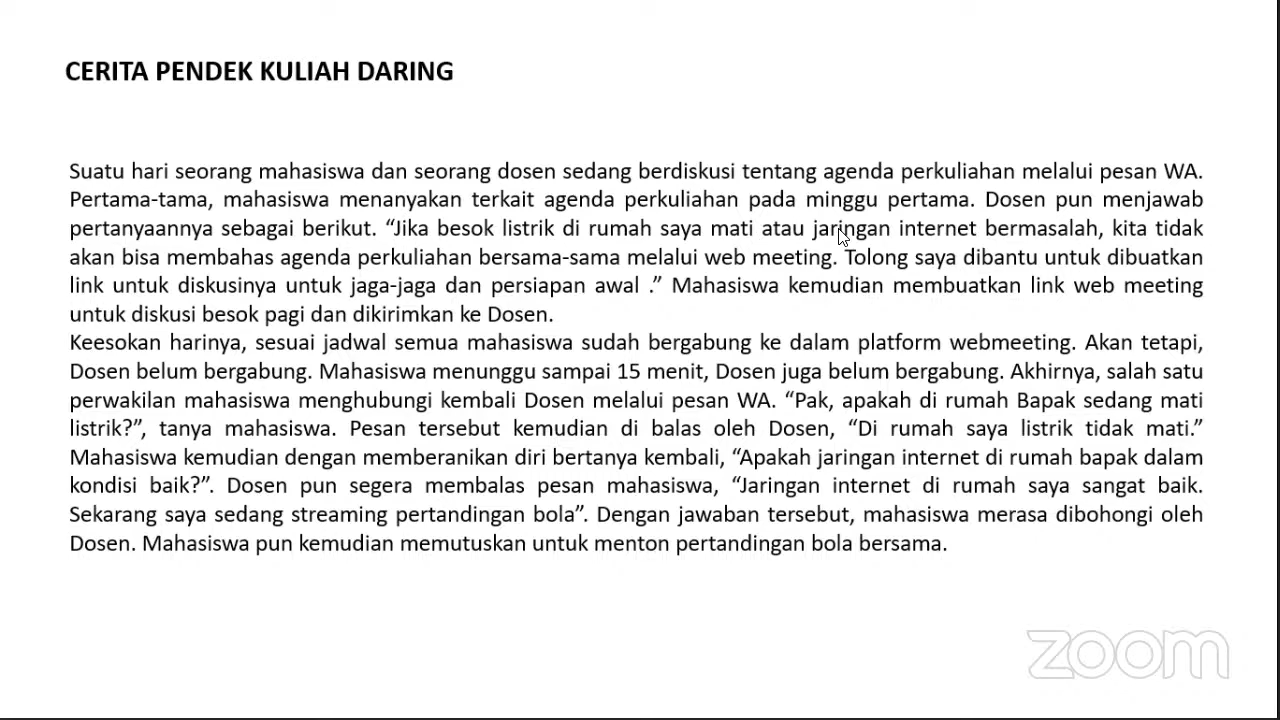 CERITA PENDEK KULIAH DARING
Suatu hari seorang mahasiswa dan seorang dosen sedang berdiskusi tentang agenda perkuliahan melalui pesan WA.
Pertama-tama, mahasiswa menanyakan terkait agenda perkuliahan pada minggu pertama. Dosen pun menjawab
pertanyaannya sebagai berikut. “Jika besok listrik di rumah saya mati atau jaringan internet bermasalah, kita tidak
akan bisa membahas agenda perkuliahan bersama-sama melalui web meeting. Tolong saya dibantu untuk dibuatkan
link untuk diskusinya untuk jaga-jaga dan persiapan awal .” Mahasiswa kemudian membuatkan link web meeting
untuk diskusi besok pagi dan dikirimkan ke Dosen.
Keesokan harinya, sesuai jadwal semua mahasiswa sudah bergabung ke dalam platform webmeeting. Akan tetapi,
Dosen belum bergabung. Mahasiswa menunggu sampai 15 menit, Dosen juga belum bergabung. Akhirnya, salah satu
perwakilan mahasiswa menghubungi kembali Dosen melalui pesan WA. “Pak, apakah di rumah Bapak sedang mati
listrik?”, tanya mahasiswa. Pesan tersebut kemudian di balas oleh Dosen, “Di rumah saya listrik tidak mati.”
Mahasiswa kemudian dengan memberanikan diri bertanya kembali, “Apakah jaringan internet di rumah bapak dalam
kondisi baik?”. Dosen pun segera membalas pesan mahasiswa, “Jaringan internet di rumah saya sangat baik.
Sekarang saya sedang streaming pertandingan bola”. Dengan jawaban tersebut, mahasiswa merasa dibohongi oleh
Dosen. Mahasiswa pun kemudian memutuskan untuk menton pertandingan bola bersama.
zoom